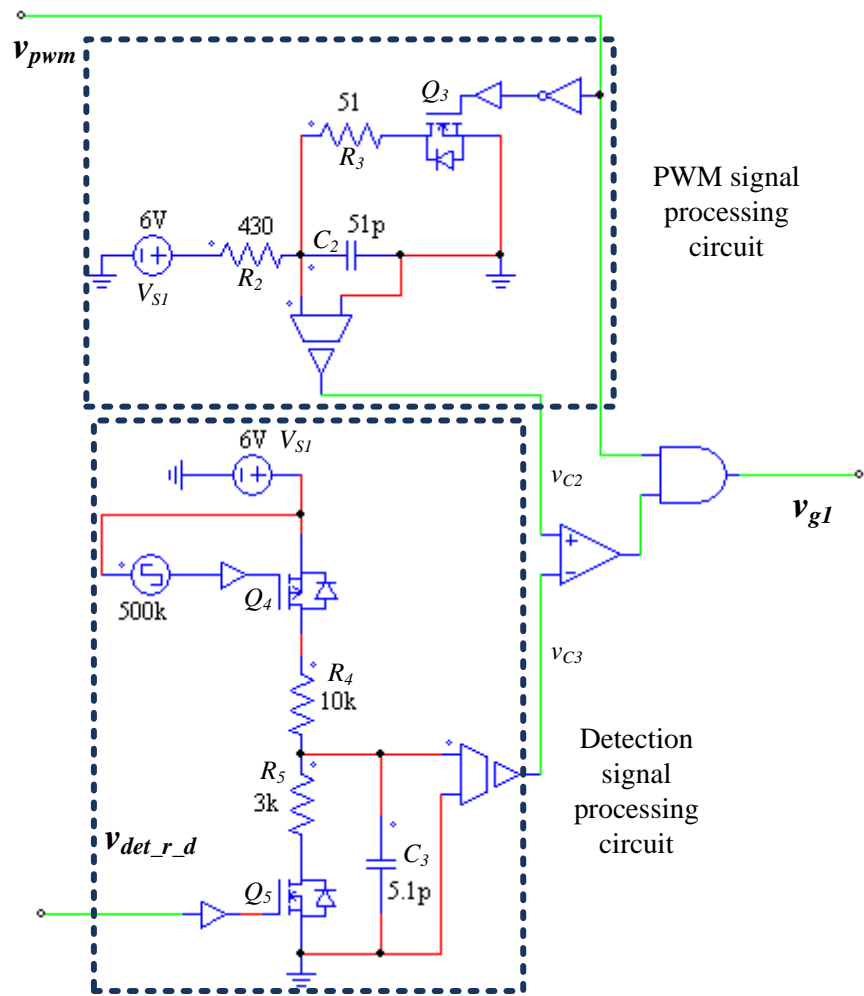 v_pwm
Q3
51
R3
PWM signal
processing
circuit
6V
430
C2
51p
VS1
R2
6V
VS1
vC2
vg1
+
−
500k
Q4
vC3
R4
10k
R5
3k
Detection
signal
processing
circuit
v_det_r_d
C3
5.1p
Q5